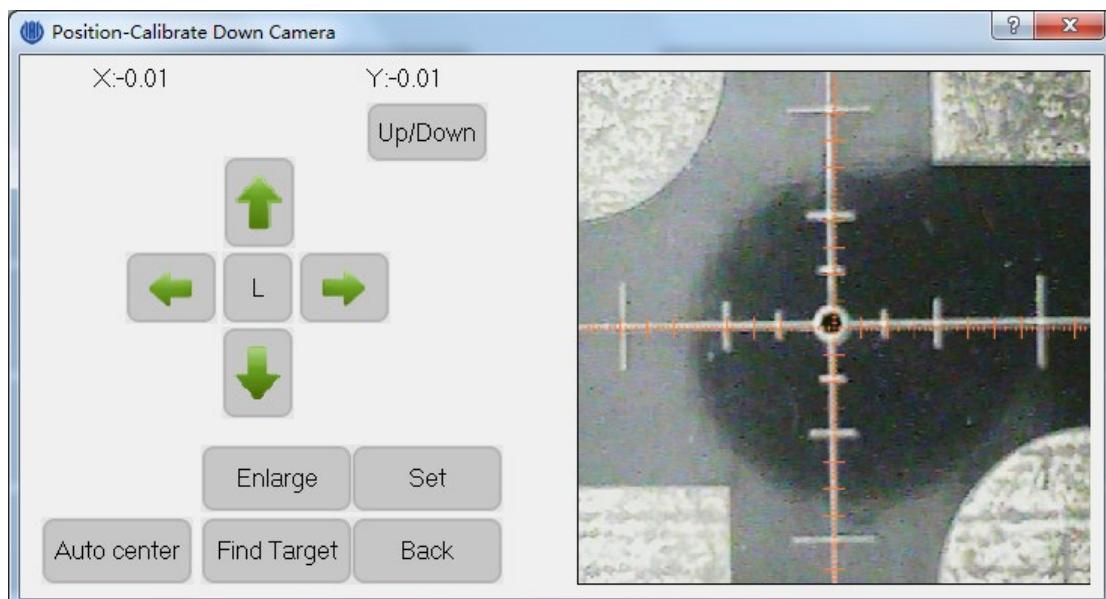 Position-Calibrate Down Camera
X:-0.01 Y:-0.01
Up/Down
L
Enlarge Set
Auto center Find Target Back